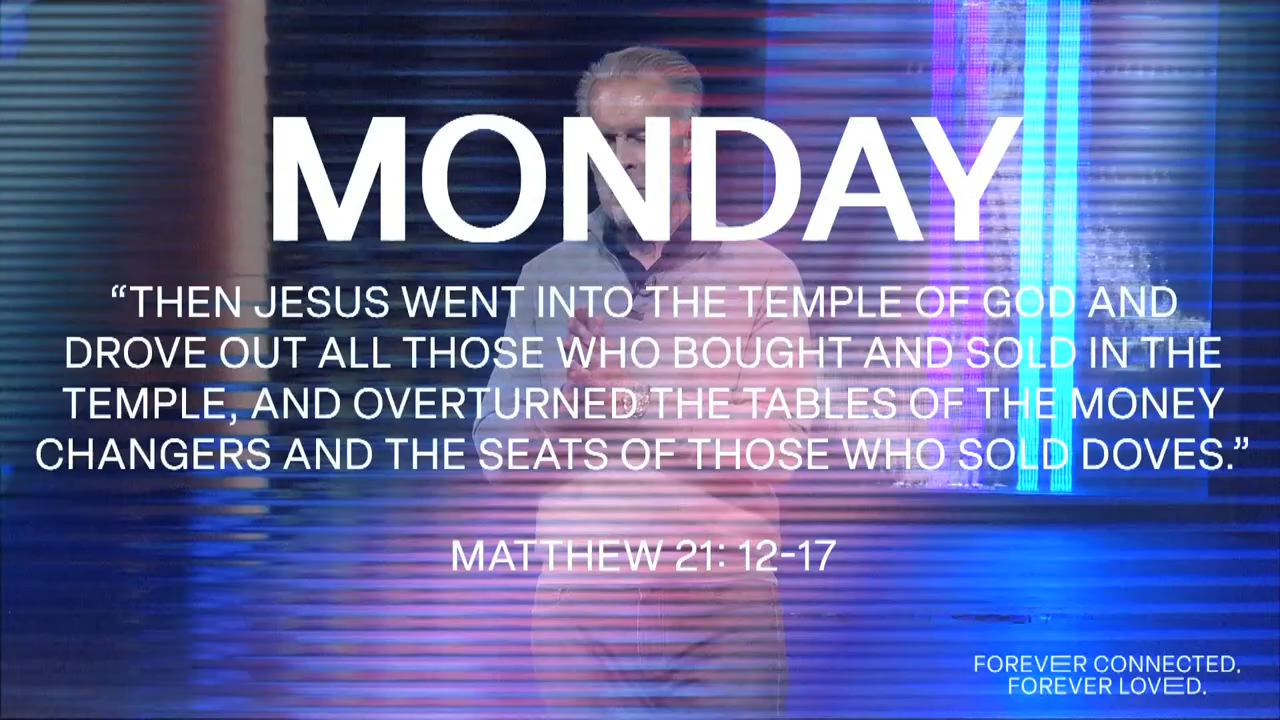 MONDAY
“THEN JESUS WENT INTO THE TEMPLE OF GOD AND
DROVE OUT ALL THOSE WHO BOUGHT AND SOLD IN THE
TEMPLE, AND OVERTURNED THE TABLES OF THE MONEY
CHANGERS AND THE SEATS OF THOSE WHO SOLD DOVES.”
MATTHEW 21: 12-17
FOREVER CONNECTED,
FOREVER LOVED.